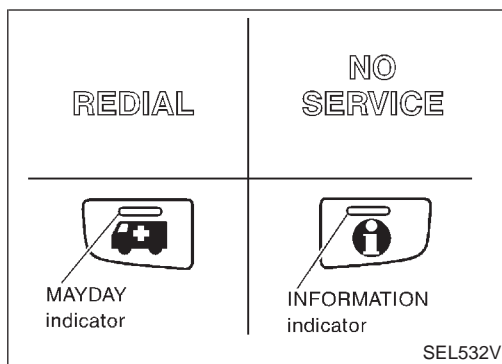 REDIAL
NO
SERVICE
MAYDAY
indicator
INFORMATION
indicator
SEL532V